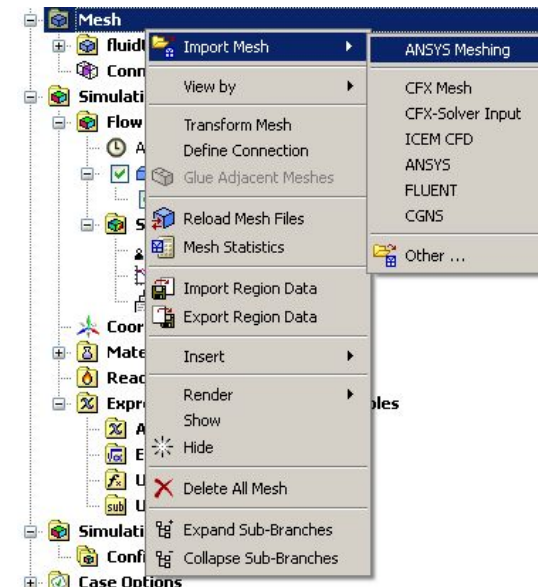 Mesh
fluid
Conn
Simulati
Flow
A
S
Coor
Mate
Reac
Expr
bles
A
E
U
U
Simulati
Confi
Case Options
Import Mesh
View by
Transform Mesh
Define Connection
Glue Adjacent Meshes
Reload Mesh Files
Mesh Statistics
Import Region Data
Export Region Data
Insert
Render
Show
Hide
Delete All Mesh
Expand Sub-Branches
Collapse Sub-Branches
ANSYS Meshing
CFX Mesh
CFX-Solver Input
ICEM CFD
ANSYS
FLUENT
CGNS
Other ...